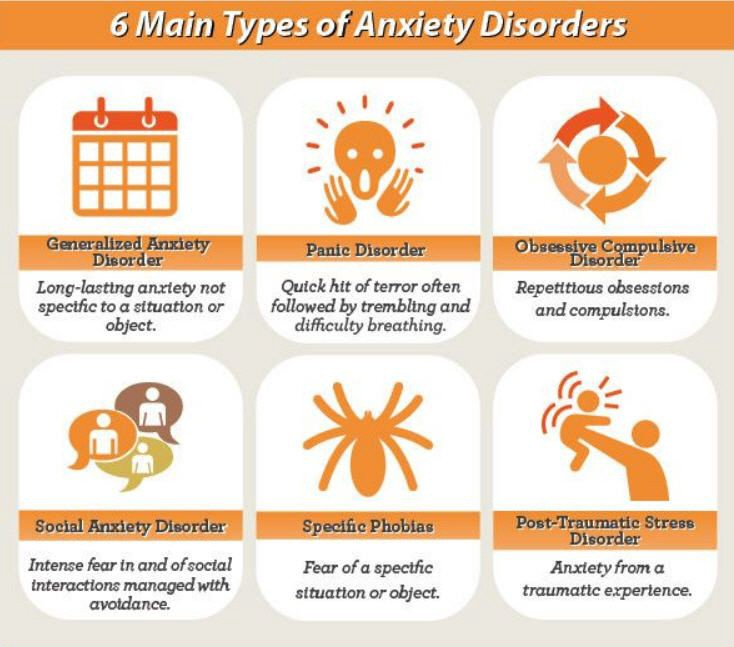 6 Main Types of Anxiety Disorders
Generalized Anxiety
Disorder
Long-lasting anxiety not
specific to a situation or
object.
Panic Disorder
Quick hit of terror often
followed by trembling and
difficulty breathing.
Obsessive Compulsive
Disorder
Repetitious obsessions
and compulsions.
Social Anxiety Disorder
Intense fear in and of social
interactions managed with
avoidance.
Specific Phobias
Fear of a specific
situation or object.
Post-Traumatic Stress
Disorder
Anxiety from a
traumatic experience.